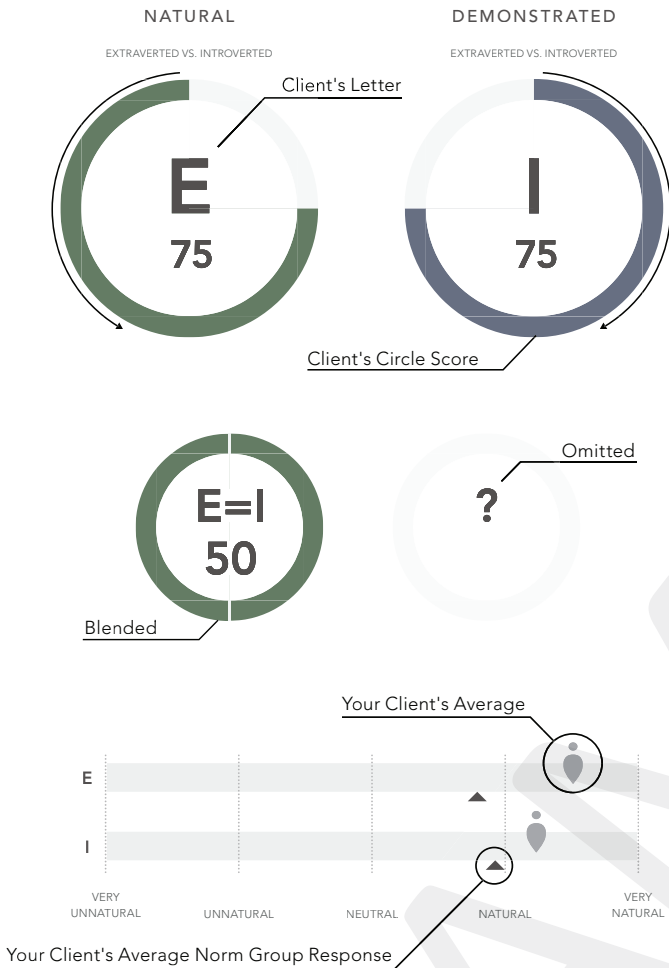 NATURAL
DEMONSTRATED
EXTRAVERTED VS. INTROVERTED
EXTRAVERTED VS. INTROVERTED
Client's Letter
E
75
I
75
Client's Circle Score
E=I
50
Omitted
?
Blended
Your Client's Average
E
I
VERY
UNNATURAL
UNNATURAL
NEUTRAL
NATURAL
VERY
NATURAL
Your Client's Average Norm Group Response